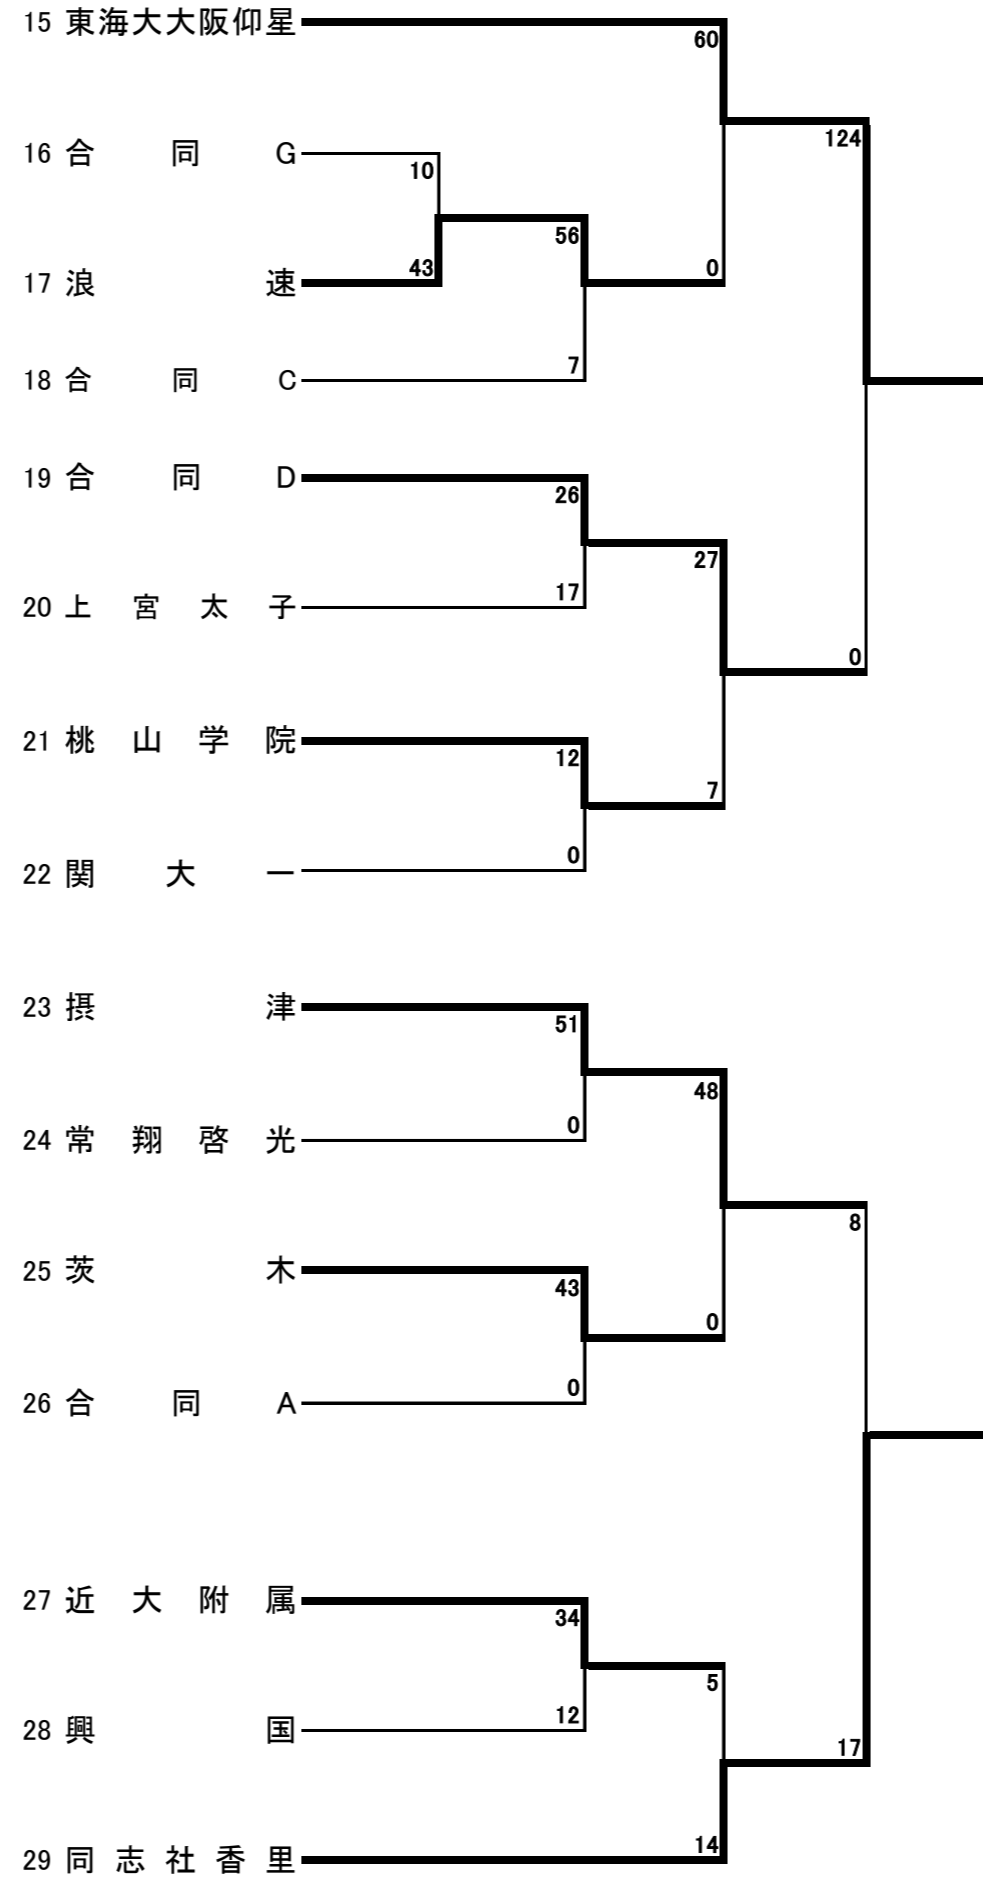 15 東海大大阪仰星
60
124
16 合同G
10
56
43
0
17 浪速
7
18 合同C
19 合同D
26
27
17
20 上宮太子
0
21 桃山学院
12
7
0
22 関大一
23 摂津
51
48
0
24 常翔啓光
8
25 茨木
43
0
0
26 合同A
27 近大附属
34
5
12
28 興国
17
14
29 同志社香里